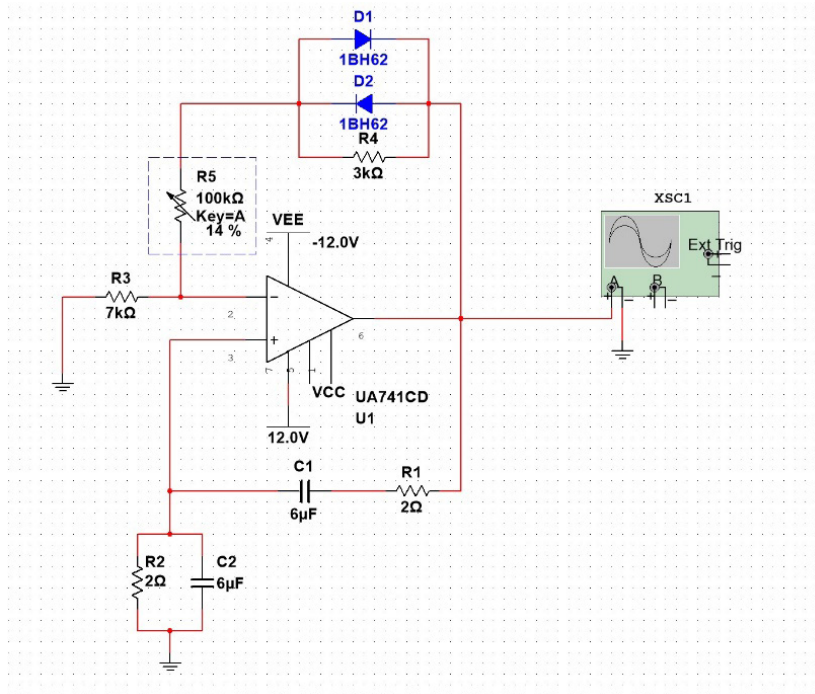 D1
1BH62
D2
1BH62
R4
3kΩ
R5
100kΩ
Key=A
14 %
XSC1
Ext Trig
A
B
+
−
+
−
−
VEE
-12.0V
4
R3
7kΩ
2
3
6
7
5
1
VCC
UA741CD
U1
12.0V
C1
6µF
R1
2Ω
R2
2Ω
C2
6µF